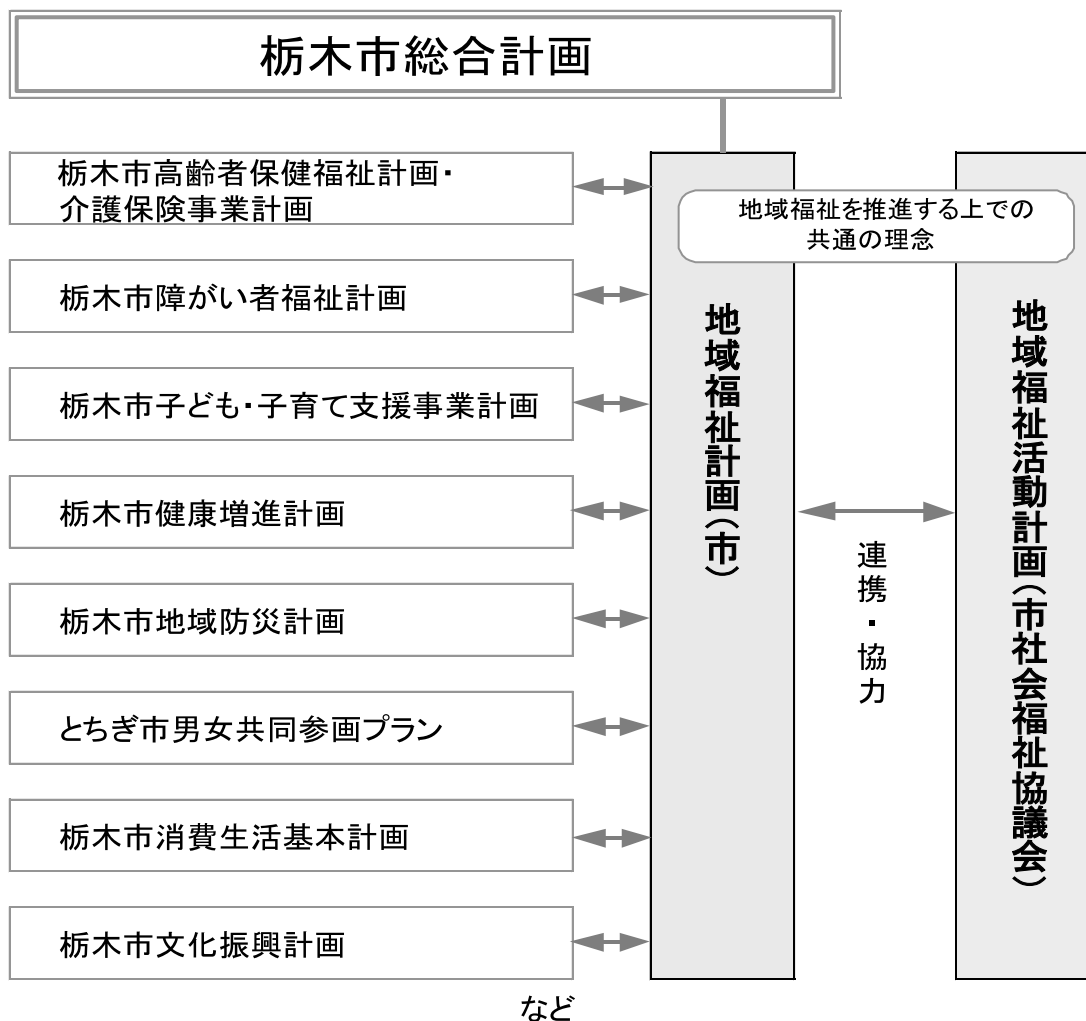 栃木市総合計画
栃木市高齢者保健福祉計画・
介護保険事業計画
栃木市障がい者福祉計画
栃木市子ども・子育て支援事業計画
栃木市健康増進計画
栃木市地域防災計画
とちぎ市男女共同参画プラン
栃木市消費生活基本計画
栃木市文化振興計画
など
地域福祉を推進する上での
共通の理念
地域福祉計画(市)
連携・協力
地域福祉活動計画(市社会福祉協議会)